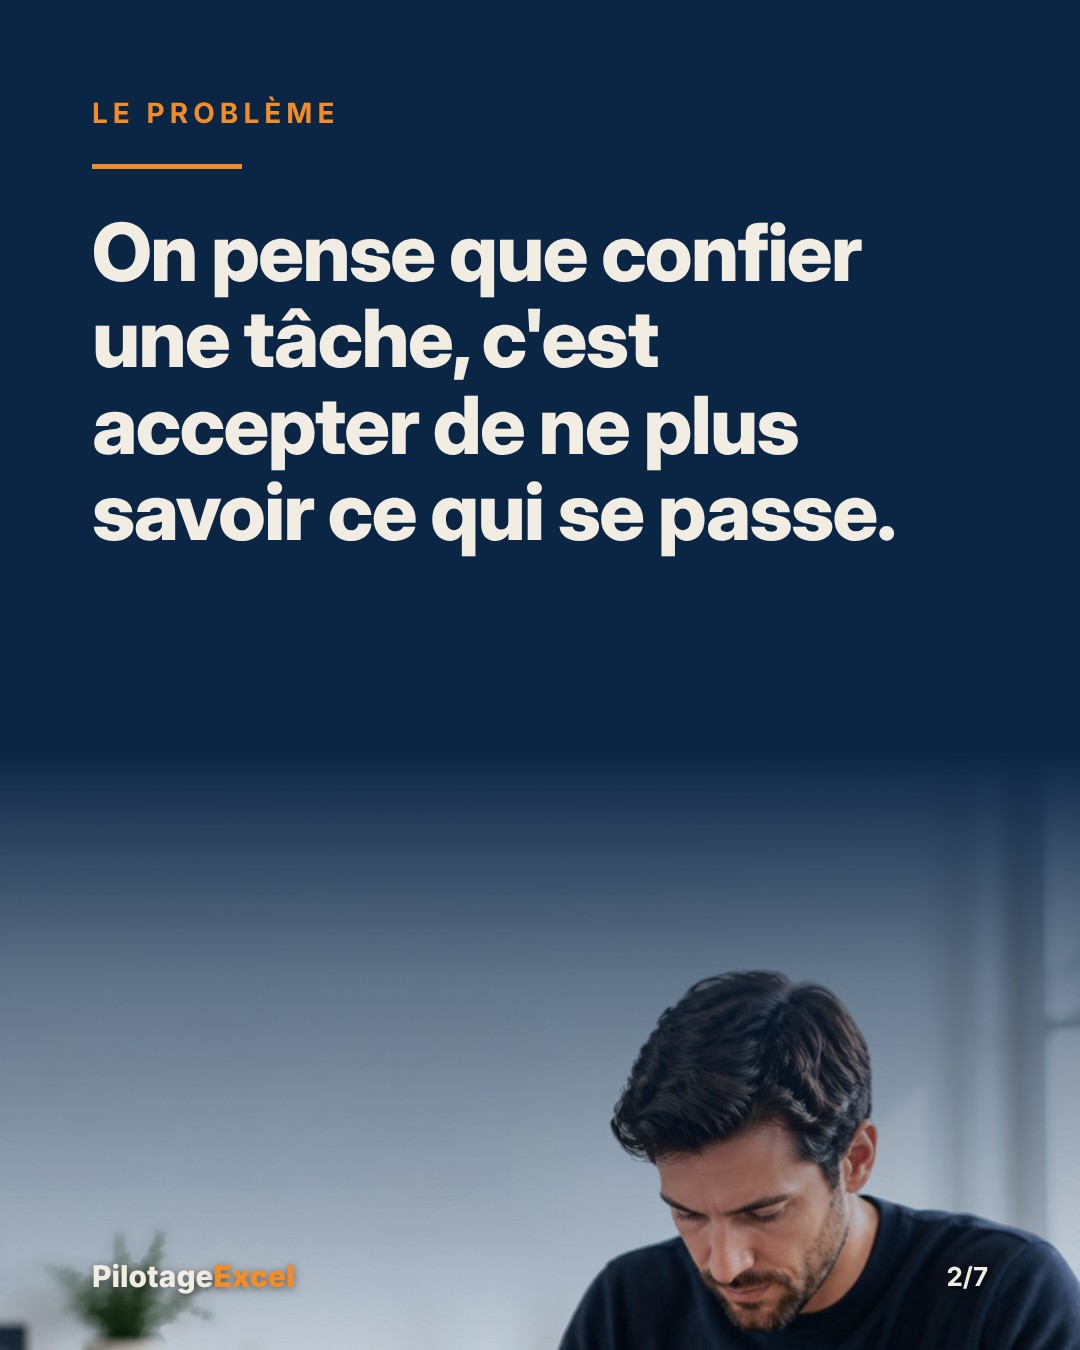 LE PROBLÈME
On pense que confier
une tâche, c'est
accepter de ne plus
savoir ce qui se passe.
PilotageExcel
2/7